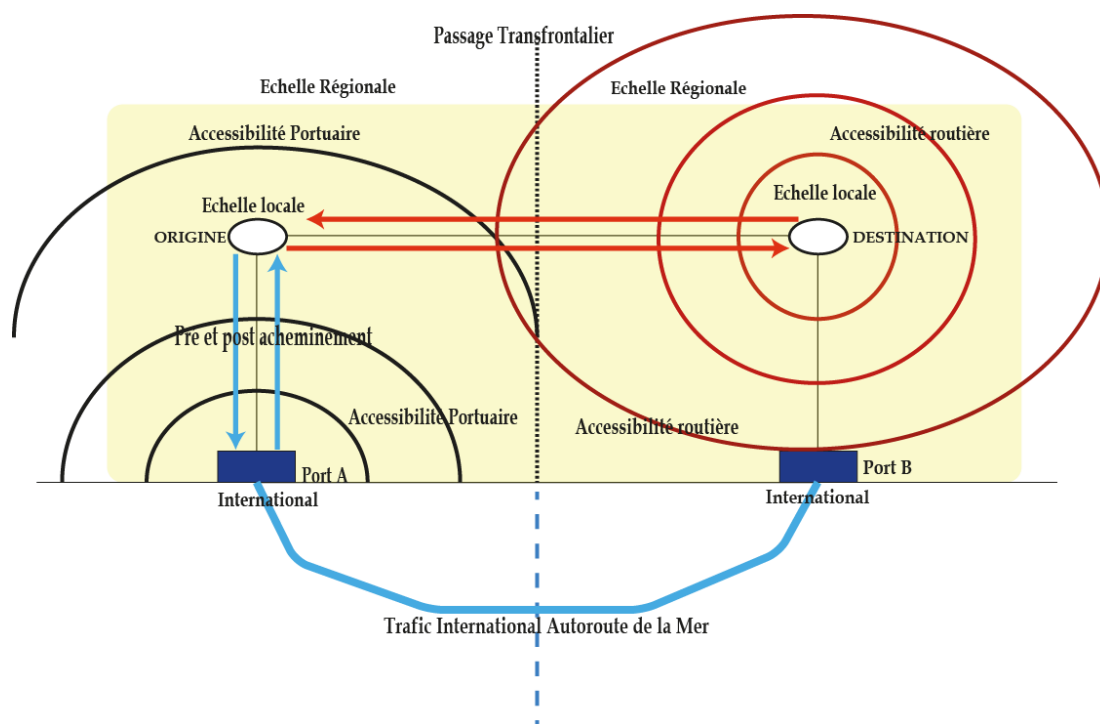 Passage Transfrontalier
Echelle Régionale
Echelle Régionale
Accessibilité Portuaire
Accessibilité routière
Echelle locale
Echelle locale
ORIGINE
DESTINATION
Pre et post acheminement
Accessibilité Portuaire
Accessibilité routière
Port A
Port B
International
International
Trafic International Autoroute de la Mer